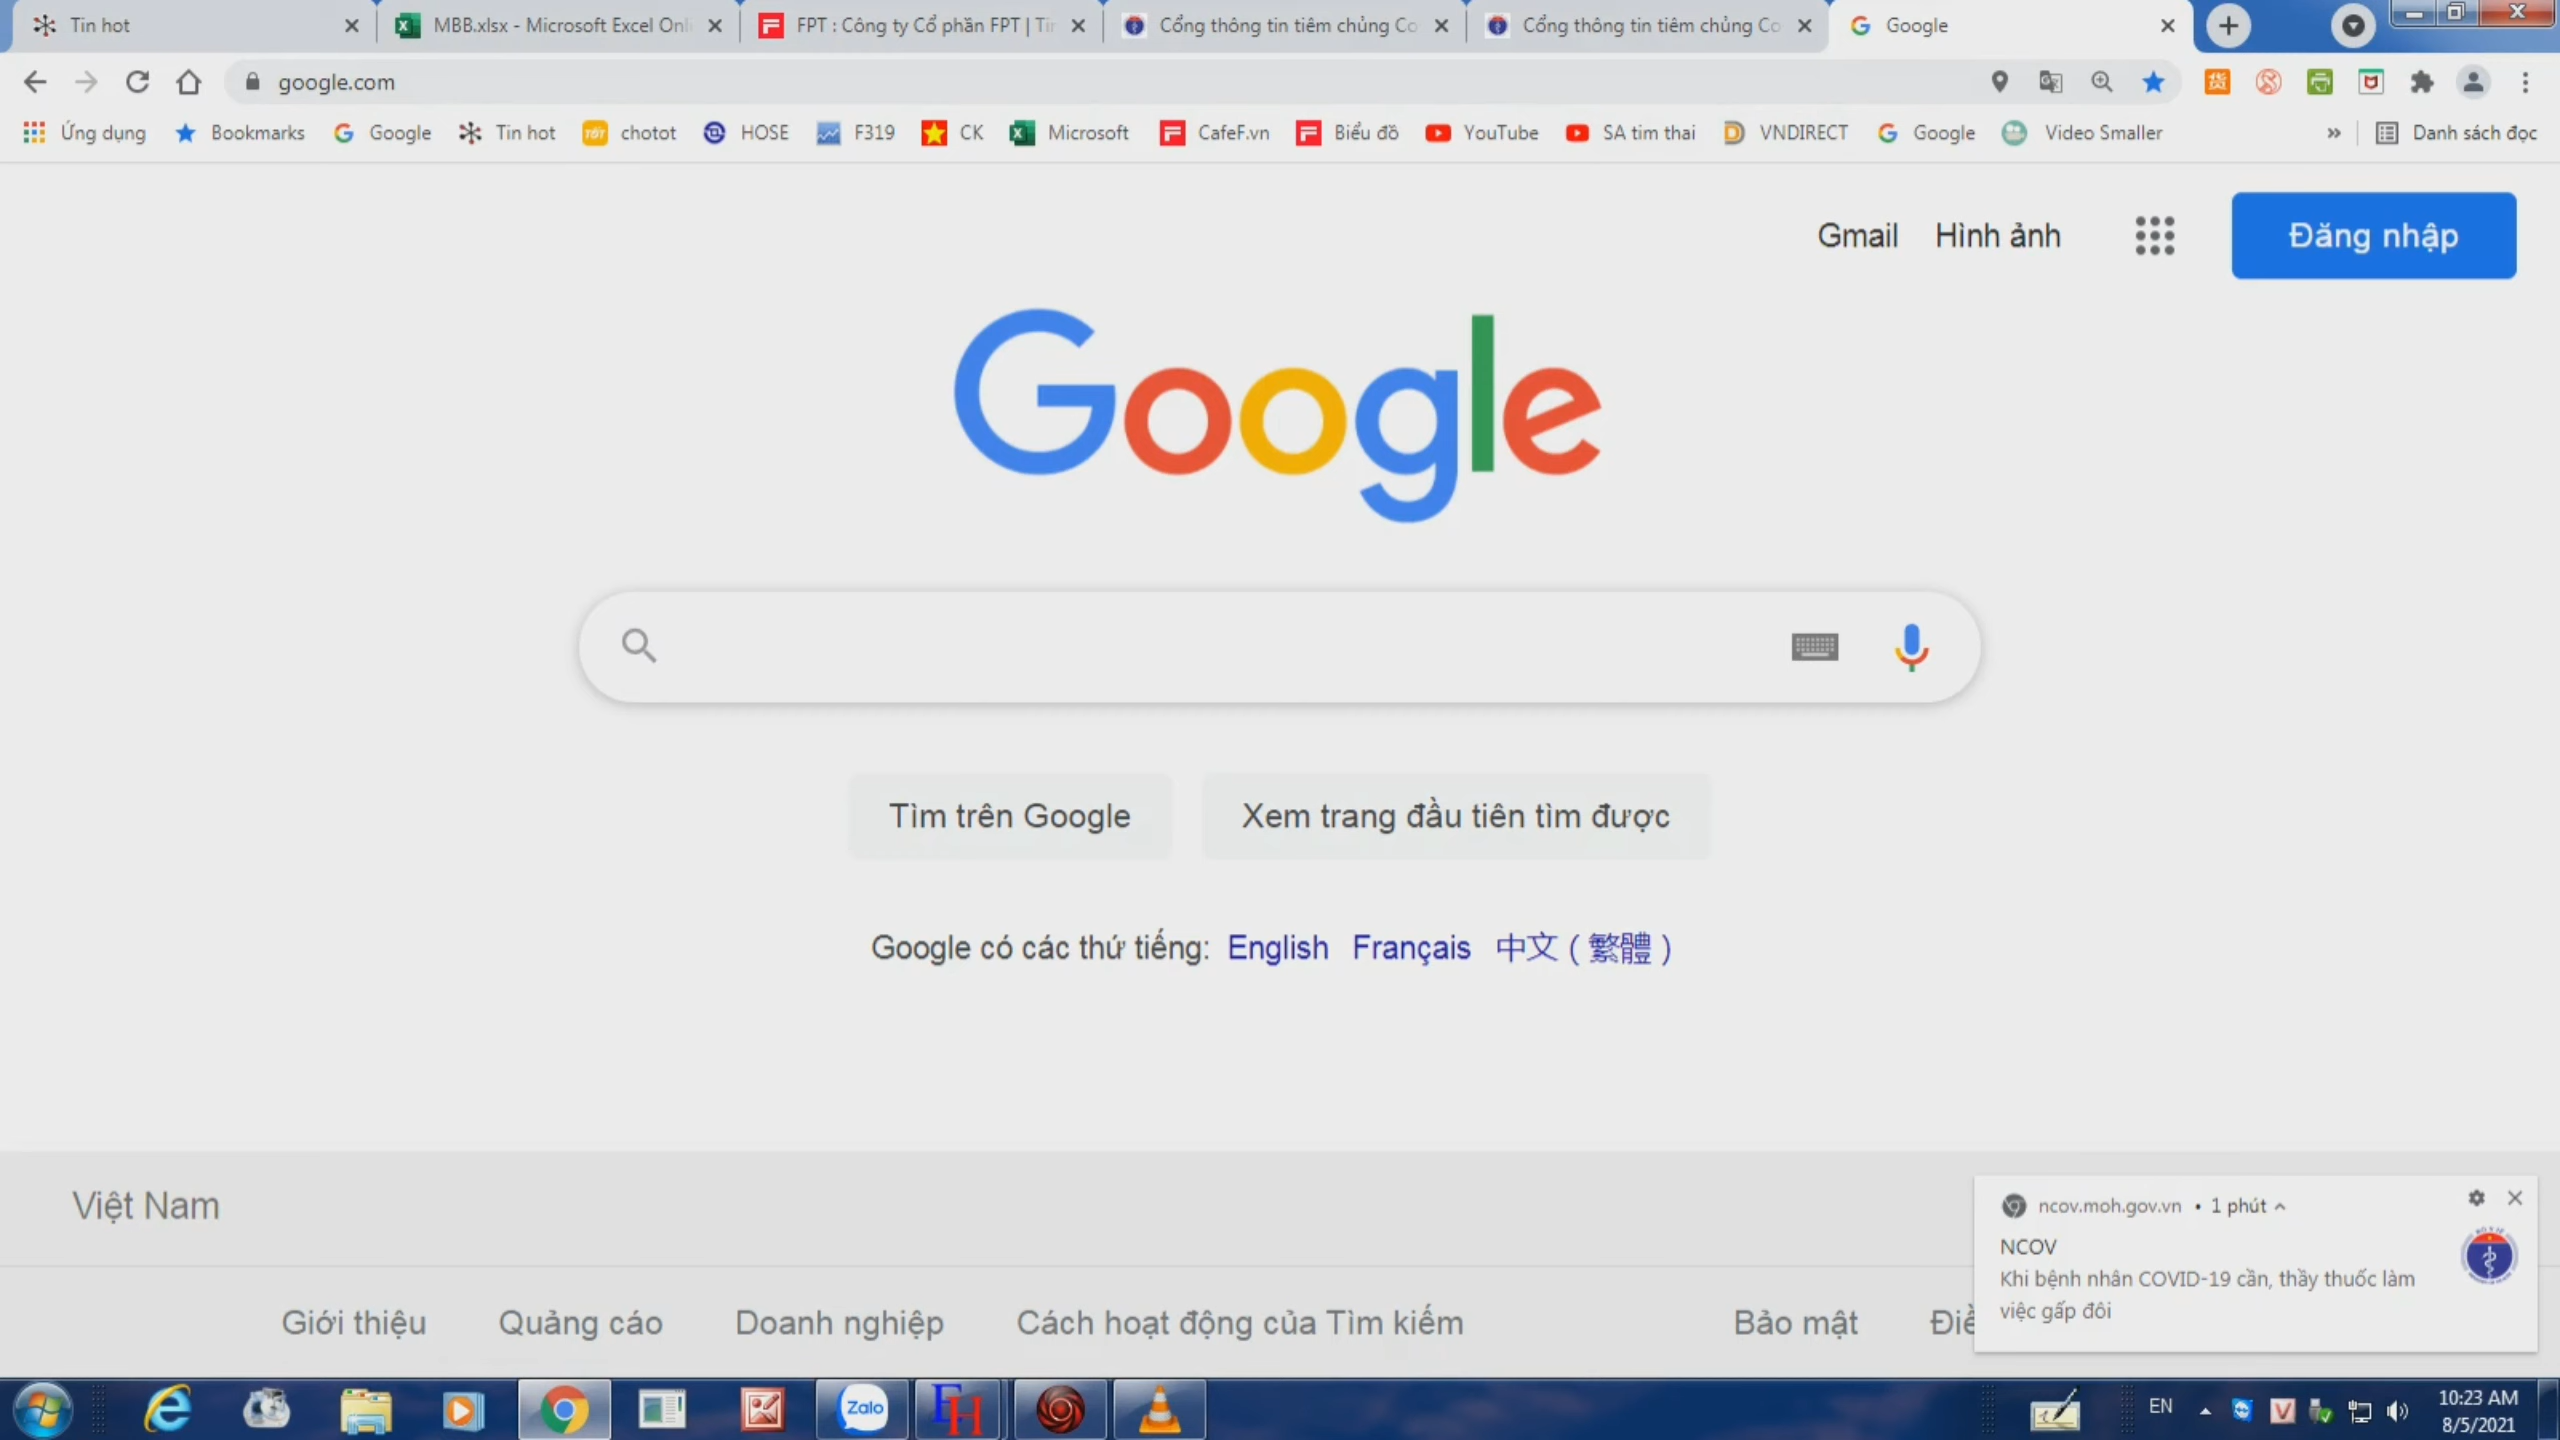 Tin hot
MBB.xlsx - Microsoft Excel Onli
FPT : Công ty Cổ phần FPT | Tin
Cổng thông tin tiêm chủng Co
Cổng thông tin tiêm chủng Co
Google
google.com
Ứng dụng Bookmarks Google Tin hot chotot HOSE F319 CK Microsoft CafeF.vn Biểu đồ YouTube SA tim thai VNDIRECT Google Video Smaller » Danh sách đọc
Gmail Hình ảnh Đăng nhập
Google
Tìm trên Google Xem trang đầu tiên tìm được
Google có các thứ tiếng: English Français 中文 ( 繁體 )
Việt Nam
Giới thiệu Quảng cáo Doanh nghiệp Cách hoạt động của Tìm kiếm Bảo mật Điề
ncov.moh.gov.vn • 1 phút
NCOV
Khi bệnh nhân COVID-19 cần, thầy thuốc làm
việc gấp đôi
Zalo
EN
10:23 AM
8/5/2021